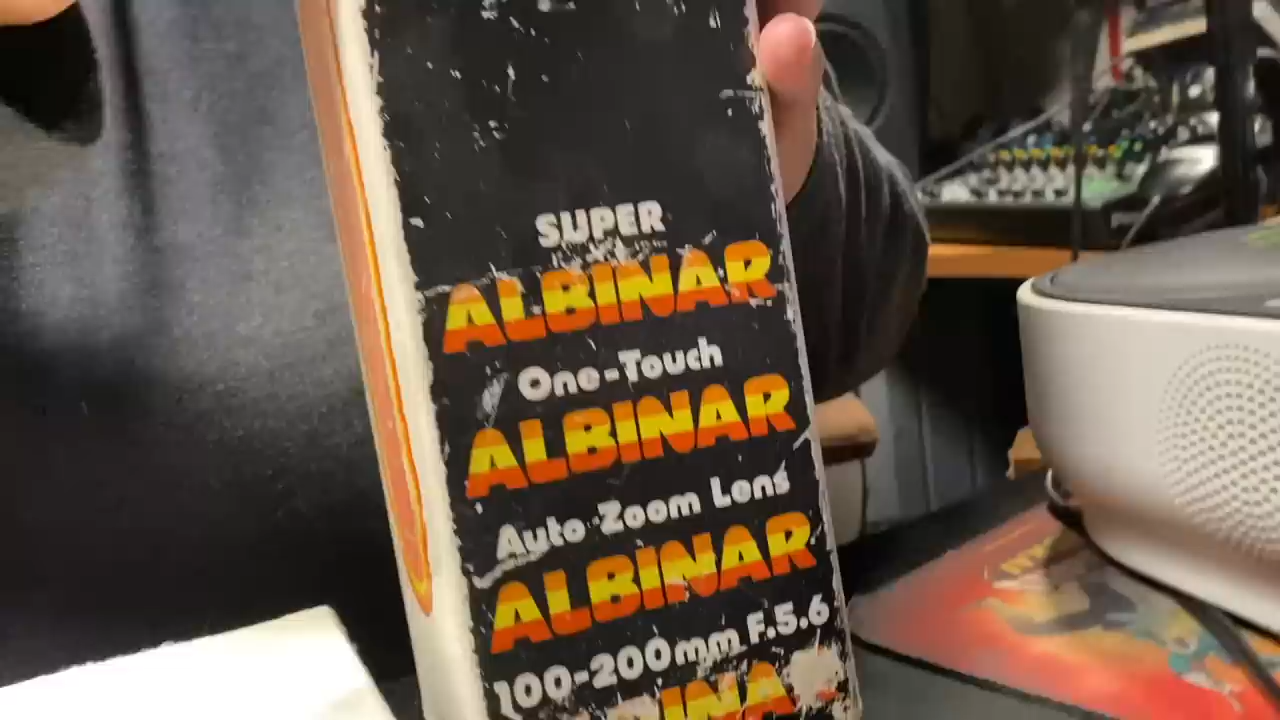 SUPER
ALBINAR
One-Touch
ALBINAR
Auto Zoom Lens
ALBINAR
100-200mm F.5.6